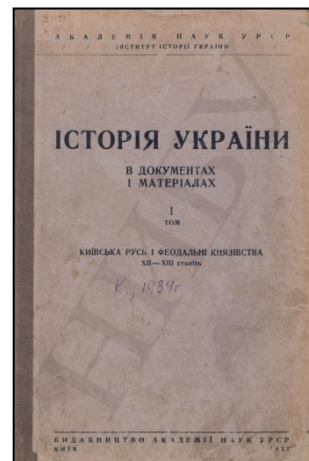 АКАДЕМІЯ НАУК УРСР
ІНСТИТУТ ІСТОРІЇ УКРАЇНИ
ІСТОРІЯ УКРАЇНИ
В ДОКУМЕНТАХ
І МАТЕРІАЛАХ
І
ТОМ
КИЇВСЬКА РУСЬ І ФЕОДАЛЬНІ КНЯЗІВСТВА
XII—XIII століть
К., 1939г
ВИДАВНИЦТВО АКАДЕМІЇ НАУК УРСР
КИЇВ